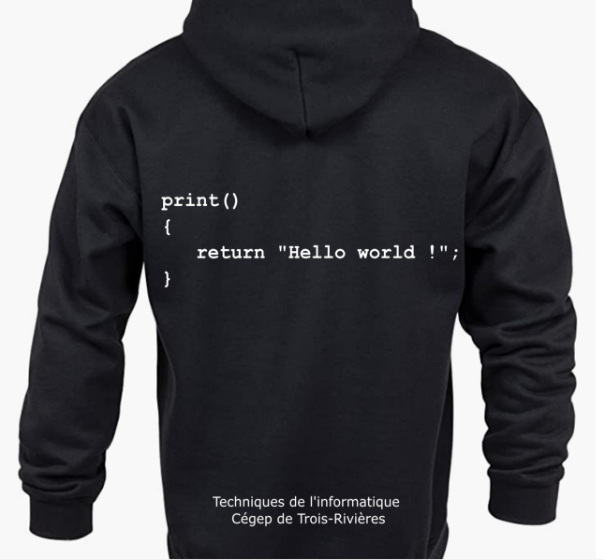 print()
{
return "Hello world !";
}
Techniques de l'informatique
Cégep de Trois-Rivières